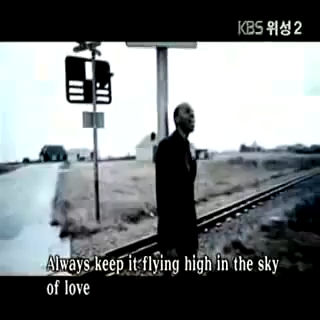 KBS 위성2
Always keep it flying high in the sky
of love